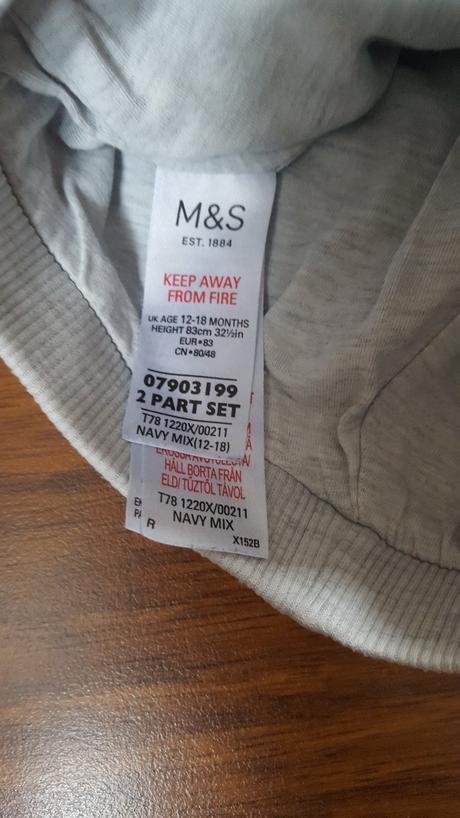 M&S
EST. 1884
KEEP AWAY
FROM FIRE
UK AGE 12-18 MONTHS
HEIGHT 83cm 32½in
EUR•83
CN•80/48
07903199
2 PART SET
T78 1220X/00211
NAVY MIX(12-18)
HÅLL BORTA FRÅN
ELD/ TŰZTŐL TÁVOL
T78 1220X/00211
NAVY MIX
R
X152B